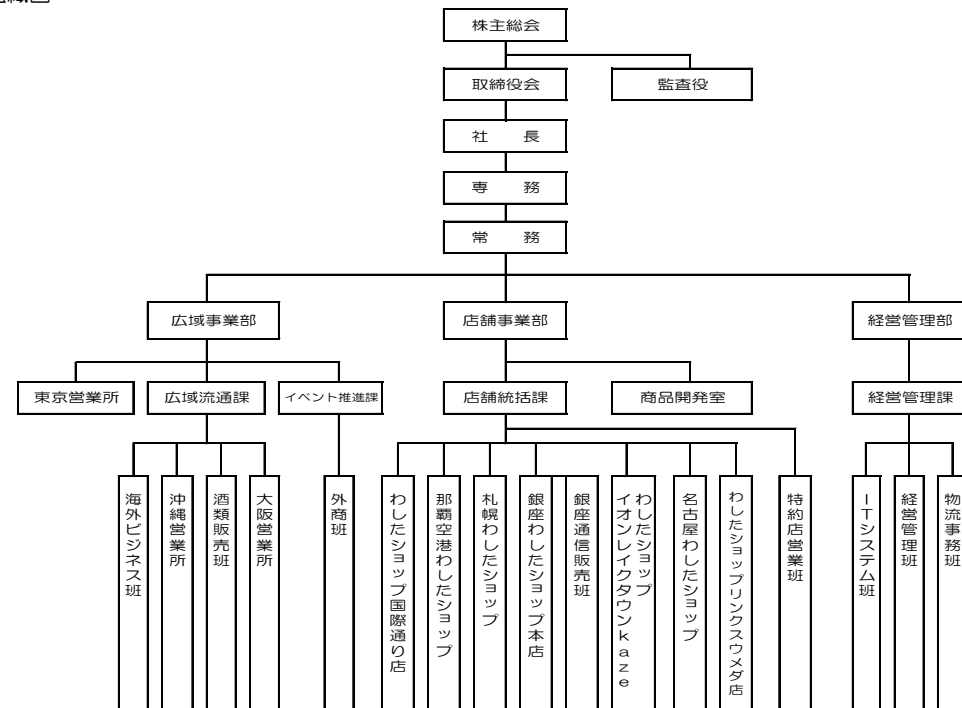 株主総会
取締役会
監査役
社　長
専　務
常　務
広域事業部
店舗事業部
経営管理部
東京営業所
広域流通課
イベント推進課
店舗統括課
商品開発室
経営管理課
海外ビジネス班
沖縄営業所
酒類販売班
大阪営業所
外商班
わしたショップ国際通り店
那覇空港わしたショップ
札幌わしたショップ
銀座わしたショップ本店
銀座通信販売班
わしたショップ
イオンレイクタウンkaze
名古屋わしたショップ
わしたショップリンクスウメダ店
特約店営業班
ITシステム班
経営管理班
物流事務班